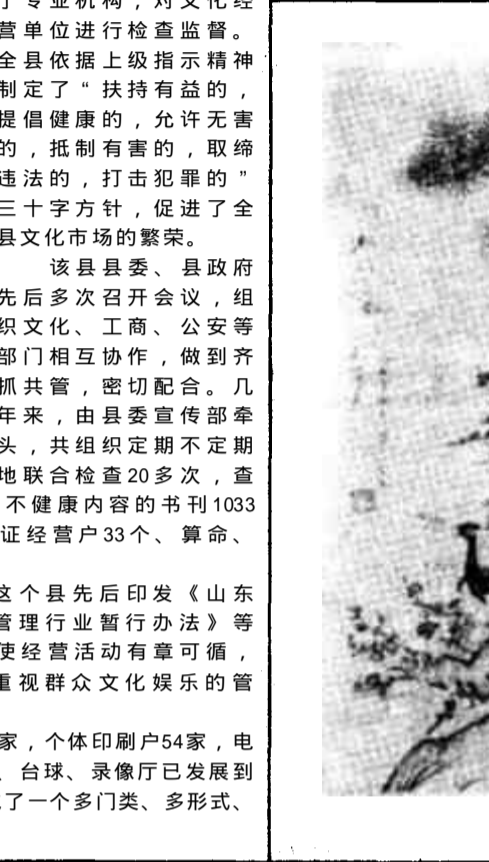 专业机构，对文化经
营单位进行检查监督。
全县依据上级指示精神
制定了“扶持有益的，
提倡健康的，允许无害
的，抵制有害的，取缔
违法的，打击犯罪的”
三十字方针，促进了全
县文化市场的繁荣。
该县县委、县政府
先后多次召开会议，组
织文化、工商、公安等
部门相互协作，做到齐
抓共管，密切配合。几
年来，由县委宣传部牵
头，共组织定期不定期
地联合检查20多次，查
不健康内容的书刊1033
证经营户33个、算命、
这个县先后印发《山东
管理行业暂行办法》等
使经营活动有章可循，
重视群众文化娱乐的管
家，个体印刷户54家，电
、台球、录像厅已发展到
了一个多门类、多形式、